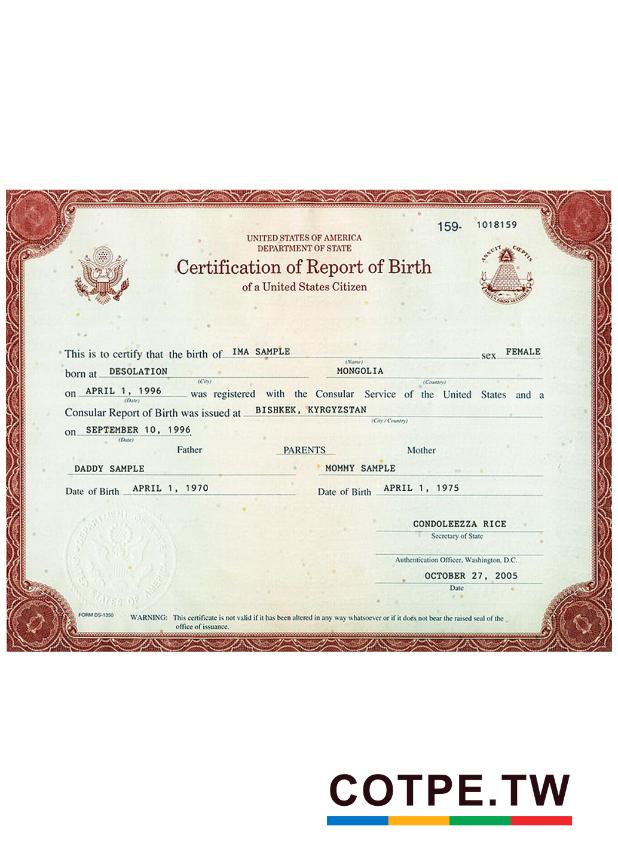 159- 1018159
UNITED STATES OF AMERICA
DEPARTMENT OF STATE
Certification of Report of Birth
of a United States Citizen
ANNUIT CŒPTIS
This is to certify that the birth of IMA SAMPLE sex FEMALE
(Name)
born at DESOLATION MONGOLIA
(City) (Country)
on APRIL 1, 1996 was registered with the Consular Service of the United States and a
(Date)
Consular Report of Birth was issued at BISHKEK, KYRGYZSTAN
(City / Country)
on SEPTEMBER 10, 1996
(Date)
Father PARENTS Mother
DADDY SAMPLE MOMMY SAMPLE
Date of Birth APRIL 1, 1970 Date of Birth APRIL 1, 1975
CONDOLEEZZA RICE
Secretary of State
Authentication Officer, Washington, D.C.
OCTOBER 27, 2005
Date
FORM DS-1350
WARNING: This certificate is not valid if it has been altered in any way whatsoever or if it does not bear the raised seal of the
office of issuance.
COTPE.TW